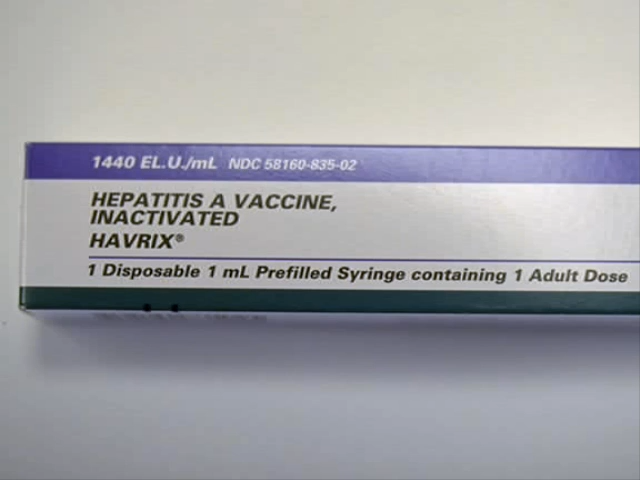 1440 EL.U./mL NDC 58160-835-02
HEPATITIS A VACCINE,
INACTIVATED
HAVRIX®
1 Disposable 1 mL Prefilled Syringe containing 1 Adult Dose